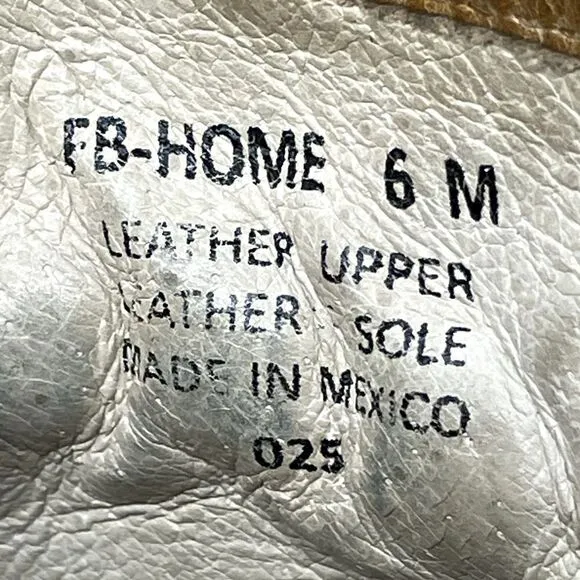 FB-HOME 6 M
LEATHER UPPER
LEATHER SOLE
MADE IN MEXICO
025